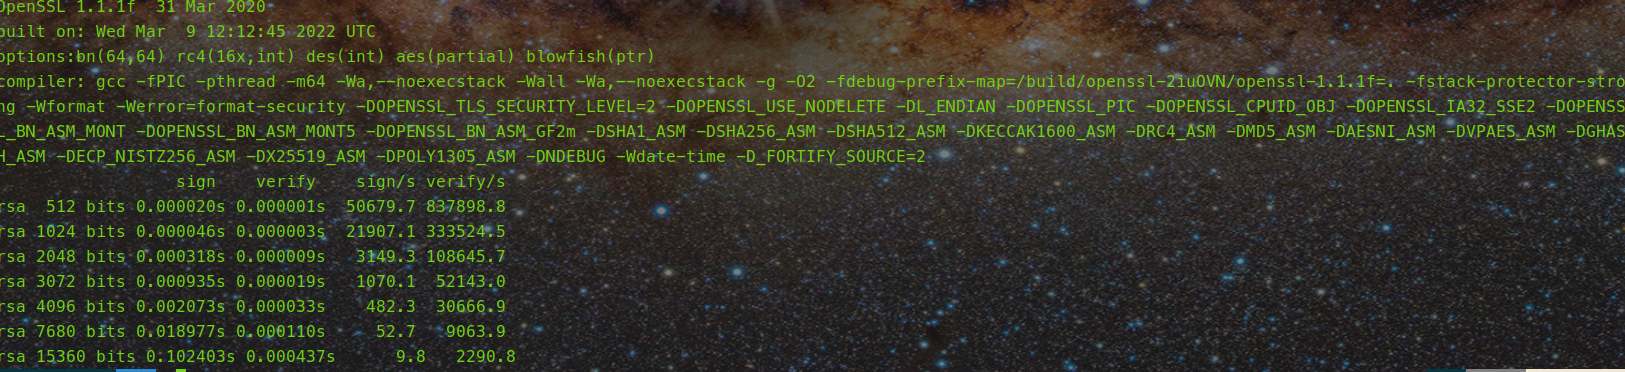 OpenSSL 1.1.1f  31 Mar 2020
built on: Wed Mar  9 12:12:45 2022 UTC
options:bn(64,64) rc4(16x,int) des(int) aes(partial) blowfish(ptr)
compiler: gcc -fPIC -pthread -m64 -Wa,--noexecstack -Wall -Wa,--noexecstack -g -O2 -fdebug-prefix-map=/build/openssl-2iuOVN/openssl-1.1.1f=. -fstack-protector-stro
ng -Wformat -Werror=format-security -DOPENSSL_TLS_SECURITY_LEVEL=2 -DOPENSSL_USE_NODELETE -DL_ENDIAN -DOPENSSL_PIC -DOPENSSL_CPUID_OBJ -DOPENSSL_IA32_SSE2 -DOPENSS
L_BN_ASM_MONT -DOPENSSL_BN_ASM_MONT5 -DOPENSSL_BN_ASM_GF2m -DSHA1_ASM -DSHA256_ASM -DSHA512_ASM -DKECCAK1600_ASM -DRC4_ASM -DMD5_ASM -DAESNI_ASM -DVPAES_ASM -DGHAS
H_ASM -DECP_NISTZ256_ASM -DX25519_ASM -DPOLY1305_ASM -DNDEBUG -Wdate-time -D_FORTIFY_SOURCE=2
                  sign    verify    sign/s verify/s
rsa  512 bits 0.000020s 0.000001s  50679.7 837898.8
rsa 1024 bits 0.000046s 0.000003s  21907.1 333524.5
rsa 2048 bits 0.000318s 0.000009s   3149.3 108645.7
rsa 3072 bits 0.000935s 0.000019s   1070.1  52143.0
rsa 4096 bits 0.002073s 0.000033s    482.3  30666.9
rsa 7680 bits 0.018977s 0.000110s     52.7   9063.9
rsa 15360 bits 0.102403s 0.000437s      9.8   2290.8